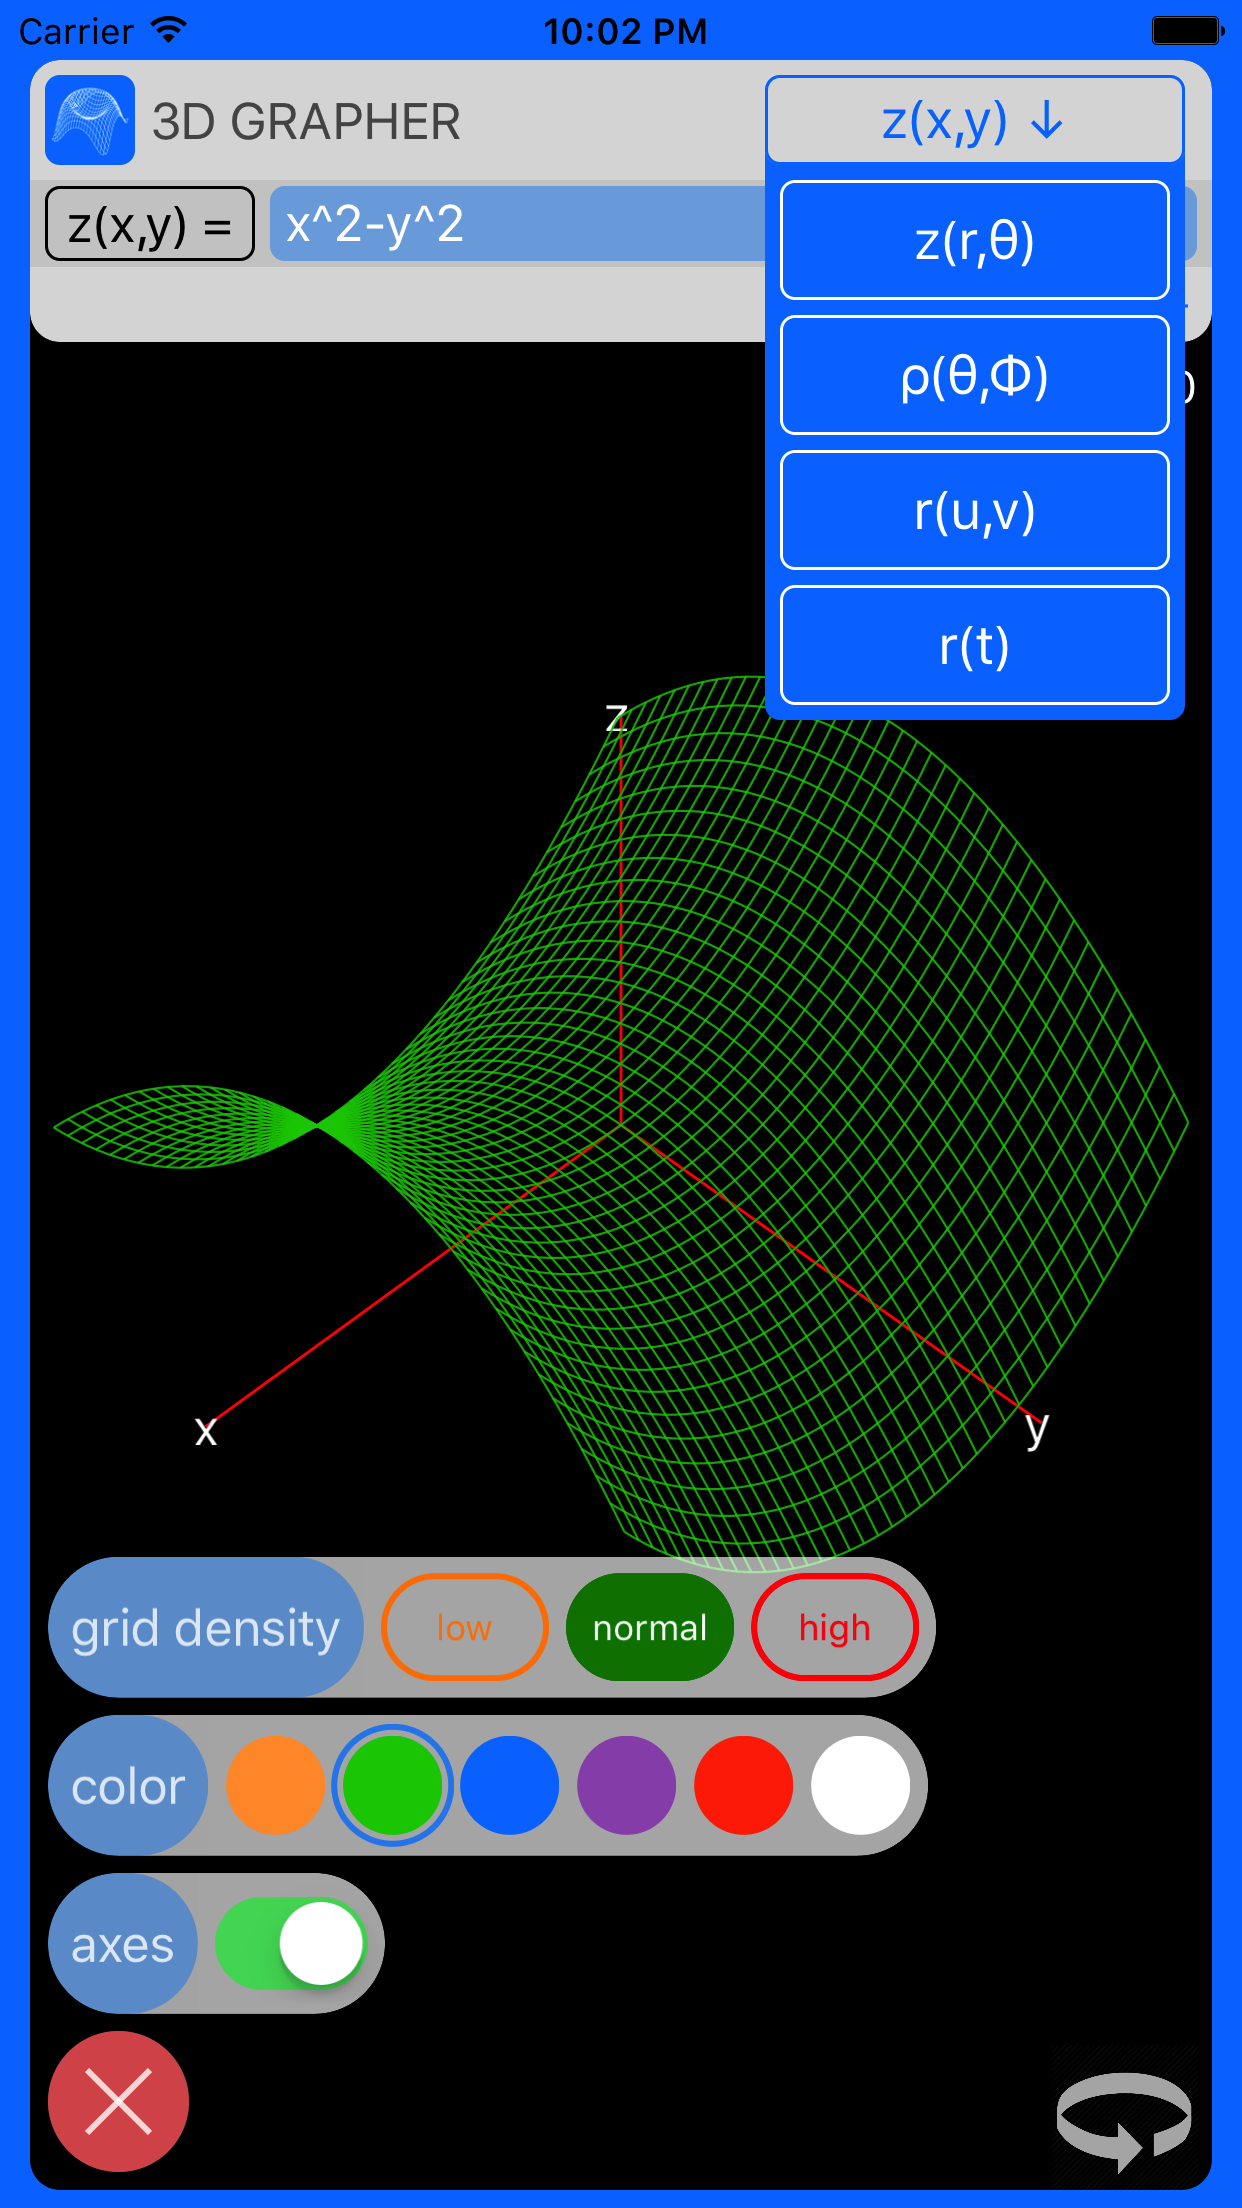 Carrier 10:02 PM
3D GRAPHER
z(x,y) ↓
z(x,y) =
x^2-y^2
z(r,θ)
ρ(θ,Φ)
r(u,v)
r(t)
z
x
y
grid density low normal high
color
axes